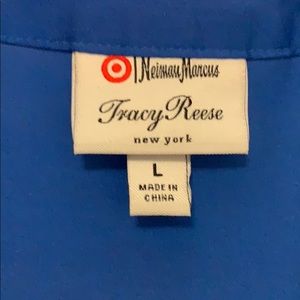 Neiman Marcus
Tracy Reese
new york
L
MADE IN
CHINA